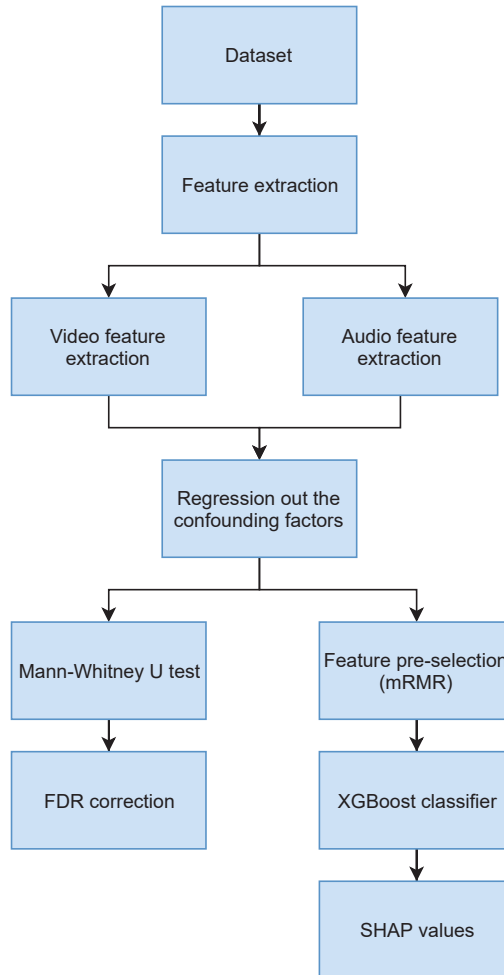 Dataset
Feature extraction
Video feature
extraction
Audio feature
extraction
Regression out the
confounding factors
Mann-Whitney U test
Feature pre-selection
(mRMR)
FDR correction
XGBoost classifier
SHAP values